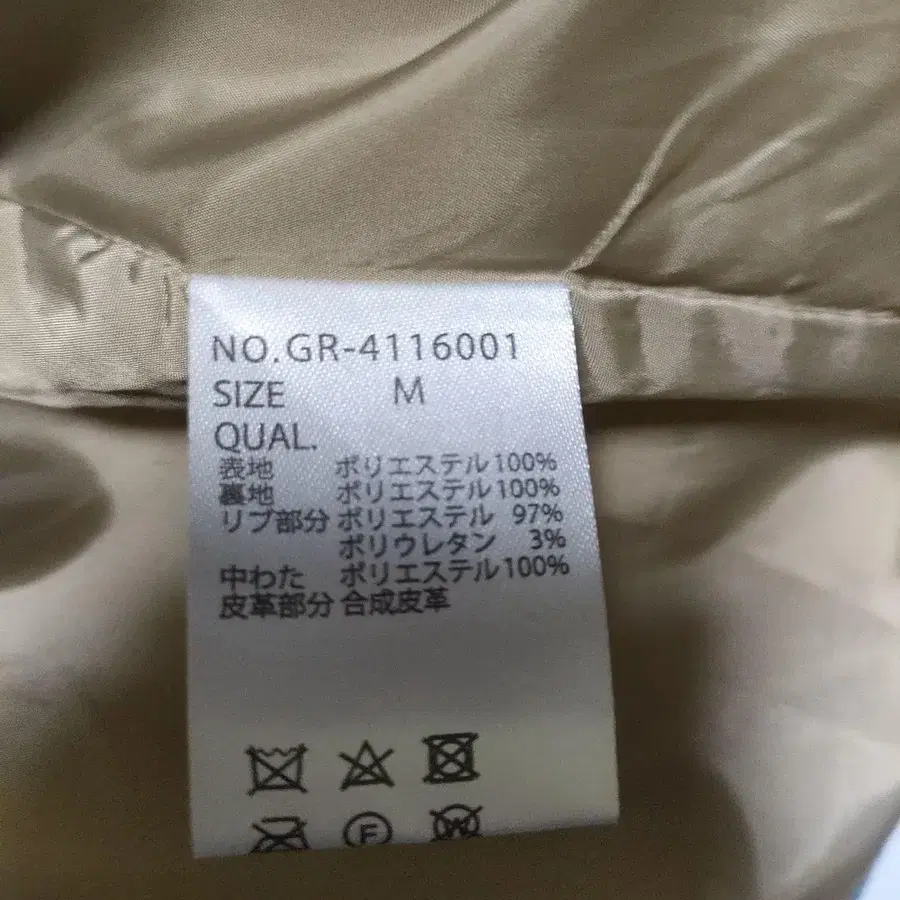 NO.GR-4116001
SIZE M
QUAL.
表地 ポリエステル100%
裏地 ポリエステル100%
リブ部分 ポリエステル 97%
ポリウレタン 3%
中わた ポリエステル100%
皮革部分 合成皮革
F
W